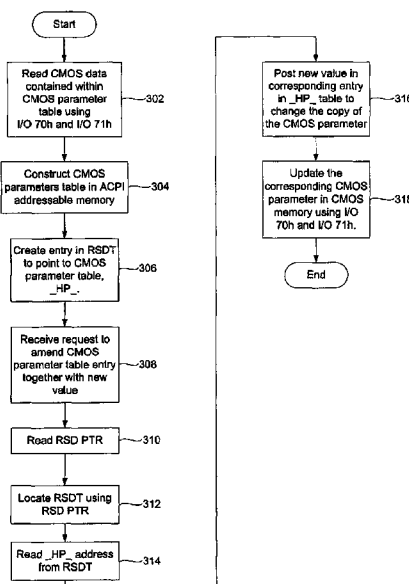 Start
Read CMOS data
contained within
CMOS parameter
table using
I/O 70h and I/O 71h
302
Construct CMOS
parameters table in ACPI
addressable memory
304
Create entry in RSDT
to point to CMOS
parameter table,
_HP_.
306
Receive request to
amend CMOS
parameter table entry
together with new
value
308
Read RSD PTR
310
Locate RSDT using
RSD PTR
312
Read _HP_ address
from RSDT
314
Post new value in
corresponding entry
in _HP_ table to
change the copy of
the CMOS parameter
316
Update the
corresponding CMOS
parameter in CMOS
memory using I/O
70h and I/O 71h.
318
End